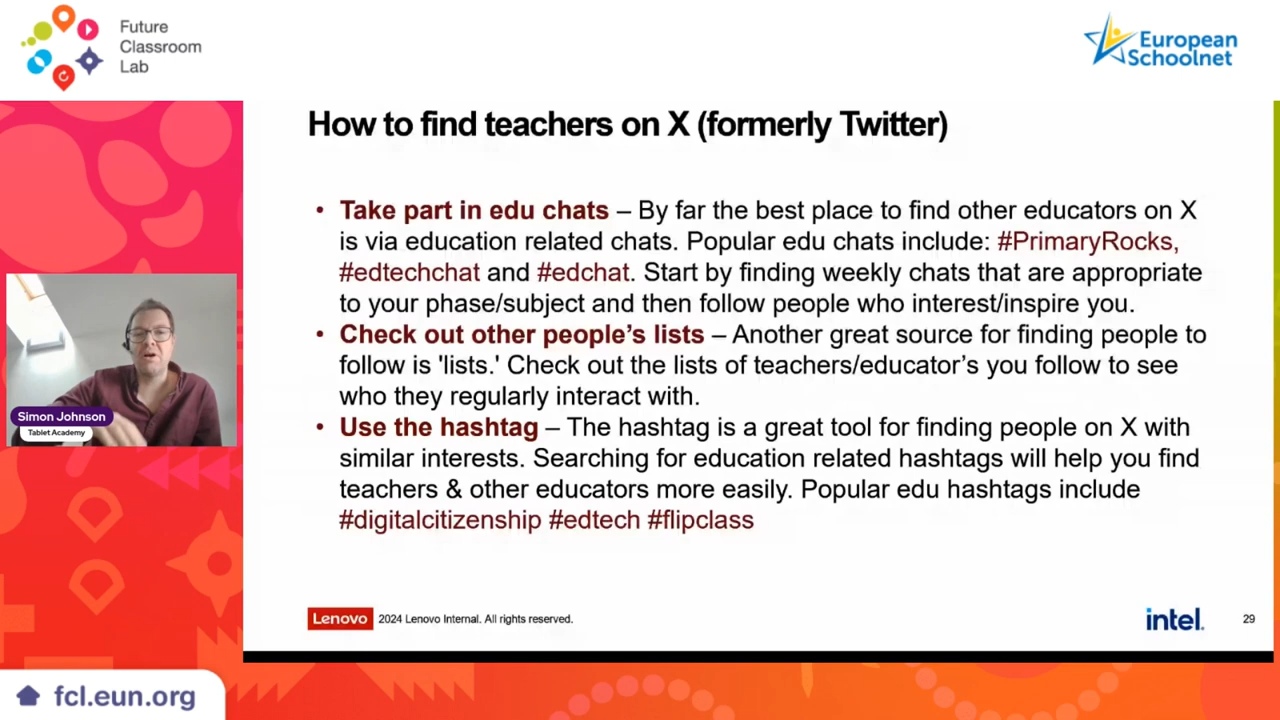 Future
Classroom
Lab
European
Schoolnet
How to find teachers on X (formerly Twitter)
• Take part in edu chats – By far the best place to find other educators on X
is via education related chats. Popular edu chats include: #PrimaryRocks,
#edtechchat and #edchat. Start by finding weekly chats that are appropriate
to your phase/subject and then follow people who interest/inspire you.
• Check out other people’s lists – Another great source for finding people to
follow is 'lists.' Check out the lists of teachers/educator’s you follow to see
who they regularly interact with.
• Use the hashtag – The hashtag is a great tool for finding people on X with
similar interests. Searching for education related hashtags will help you find
teachers & other educators more easily. Popular edu hashtags include
#digitalcitizenship #edtech #flipclass
Simon Johnson
Tablet Academy
Lenovo 2024 Lenovo Internal. All rights reserved.
intel. 29
fcl.eun.org